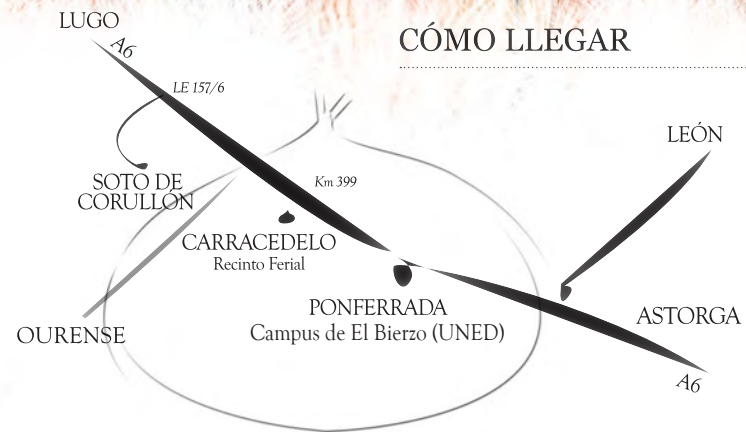 LUGO
CÓMO LLEGAR
A6
LE 157/6
LEÓN
SOTO DE
CORULLÓN
Km 399
CARRACEDELO
Recinto Ferial
PONFERRADA
Campus de El Bierzo (UNED)
ASTORGA
OURENSE
A6